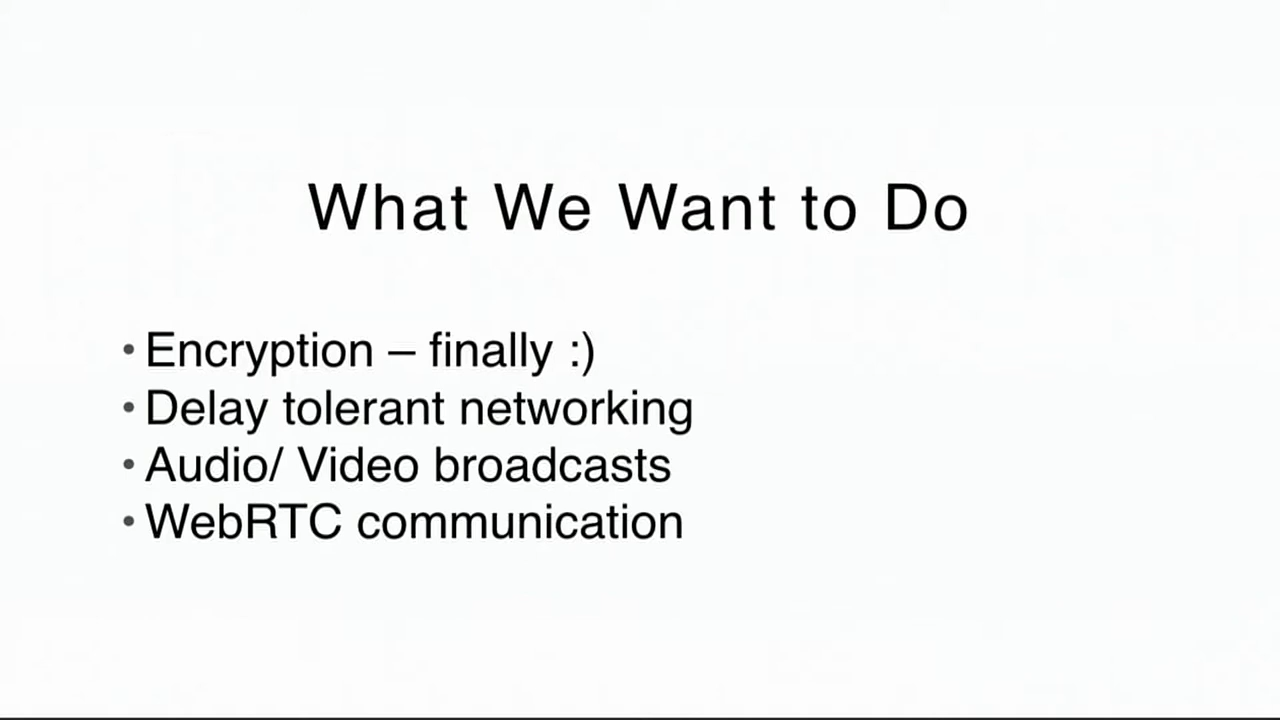 What We Want to Do
• Encryption – finally :)
• Delay tolerant networking
• Audio/ Video broadcasts
• WebRTC communication